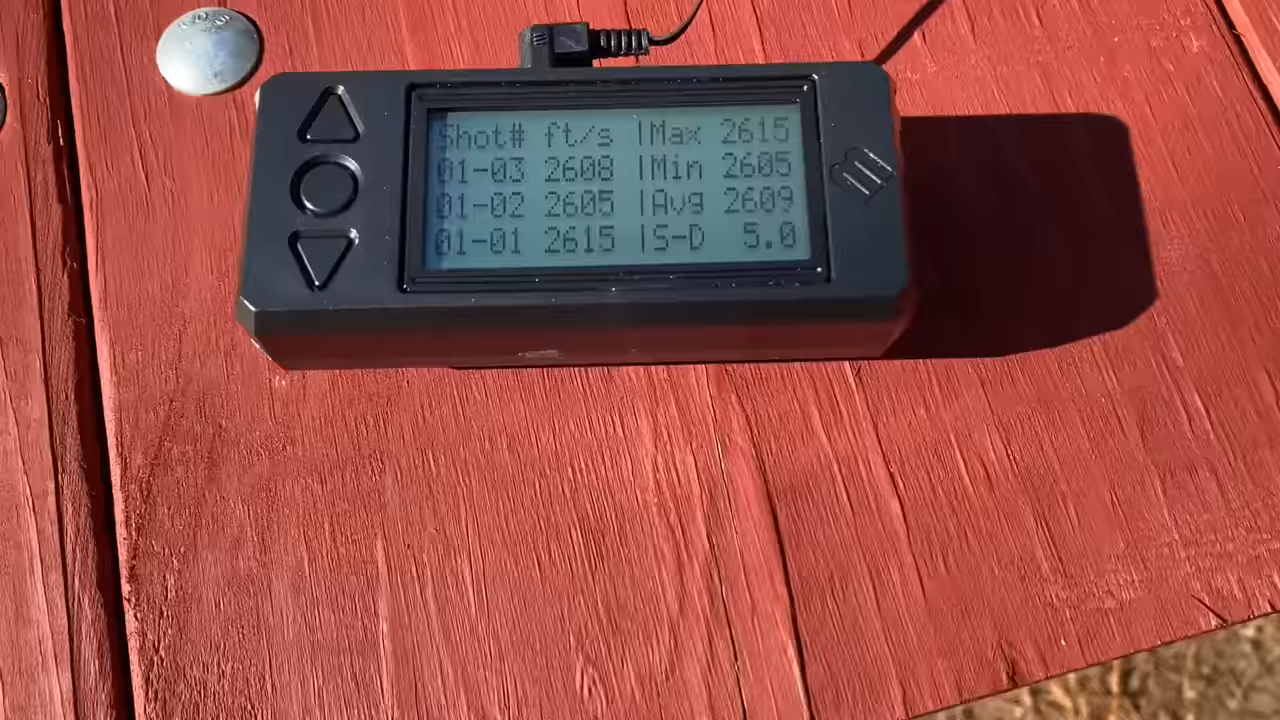 Shot# ft/s |Max 2615
01-03 2608 |Min 2605
01-02 2605 |Avg 2609
01-01 2615 |S-D 5.0